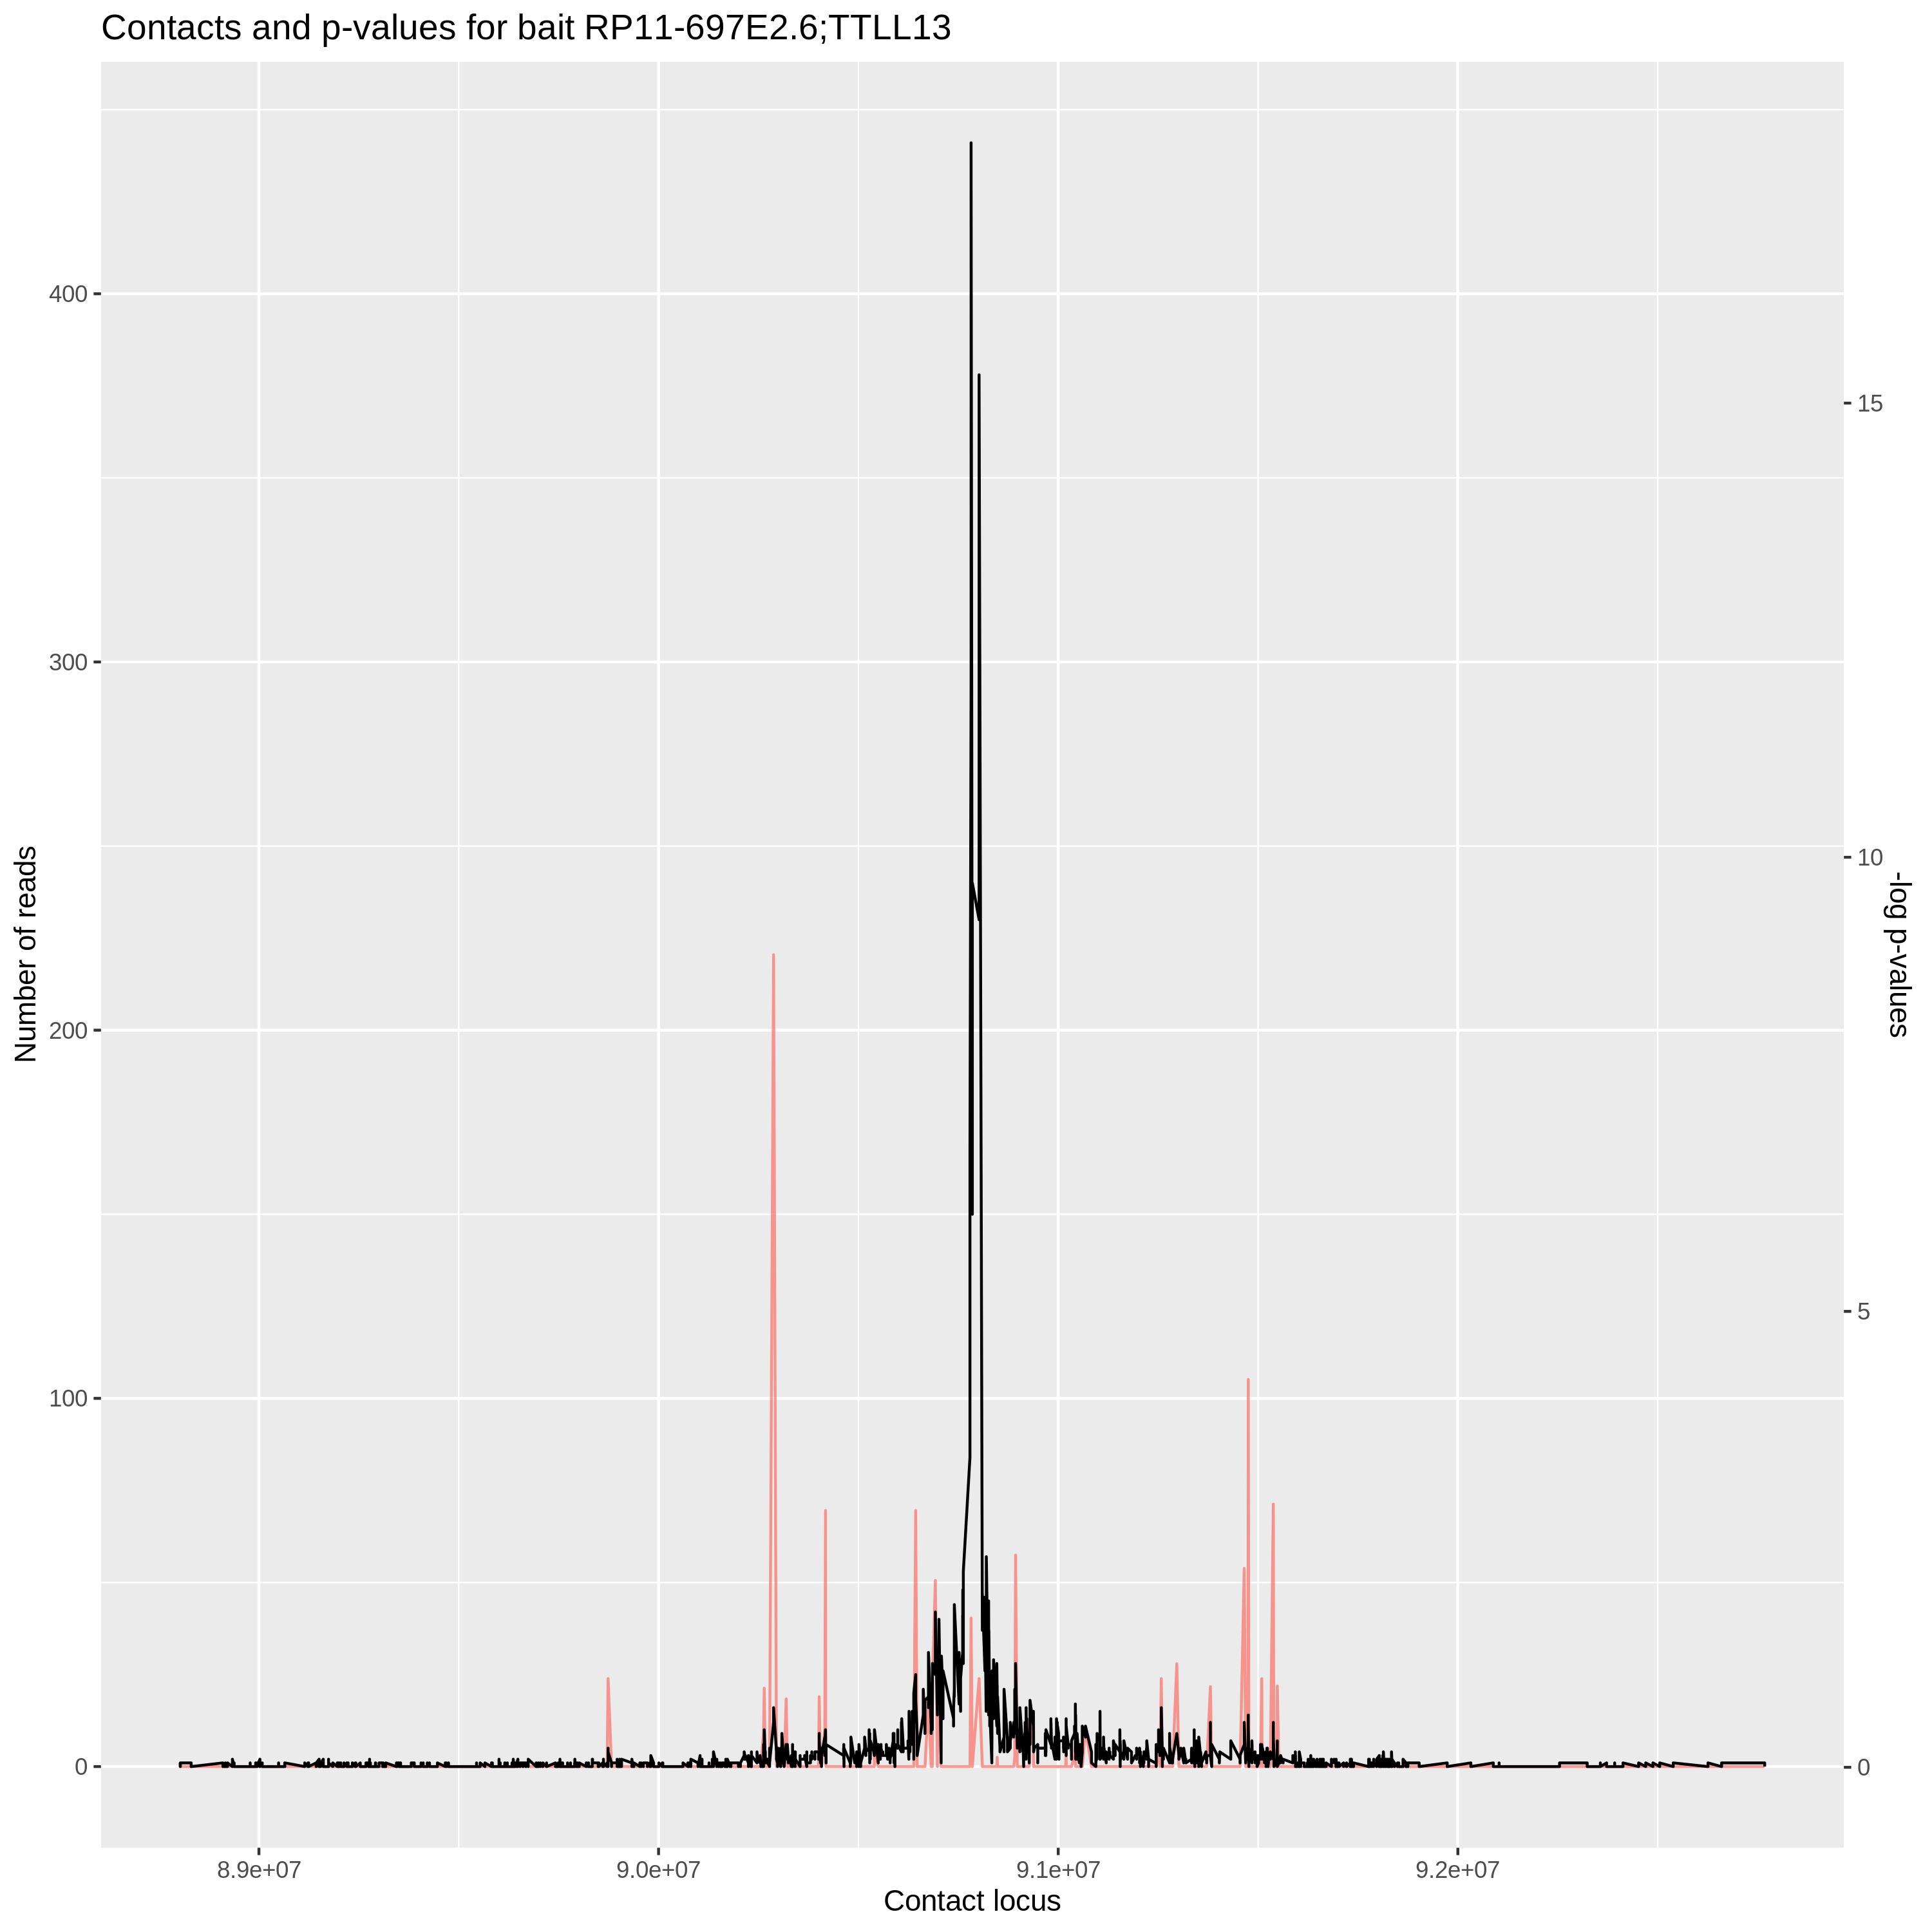 Contacts and p-values for bait RP11-697E2.6;TTLL13
Number of reads
400
300
200
100
0
15
10
5
0
-log p-values
8.9e+07 9.0e+07 9.1e+07 9.2e+07
Contact locus